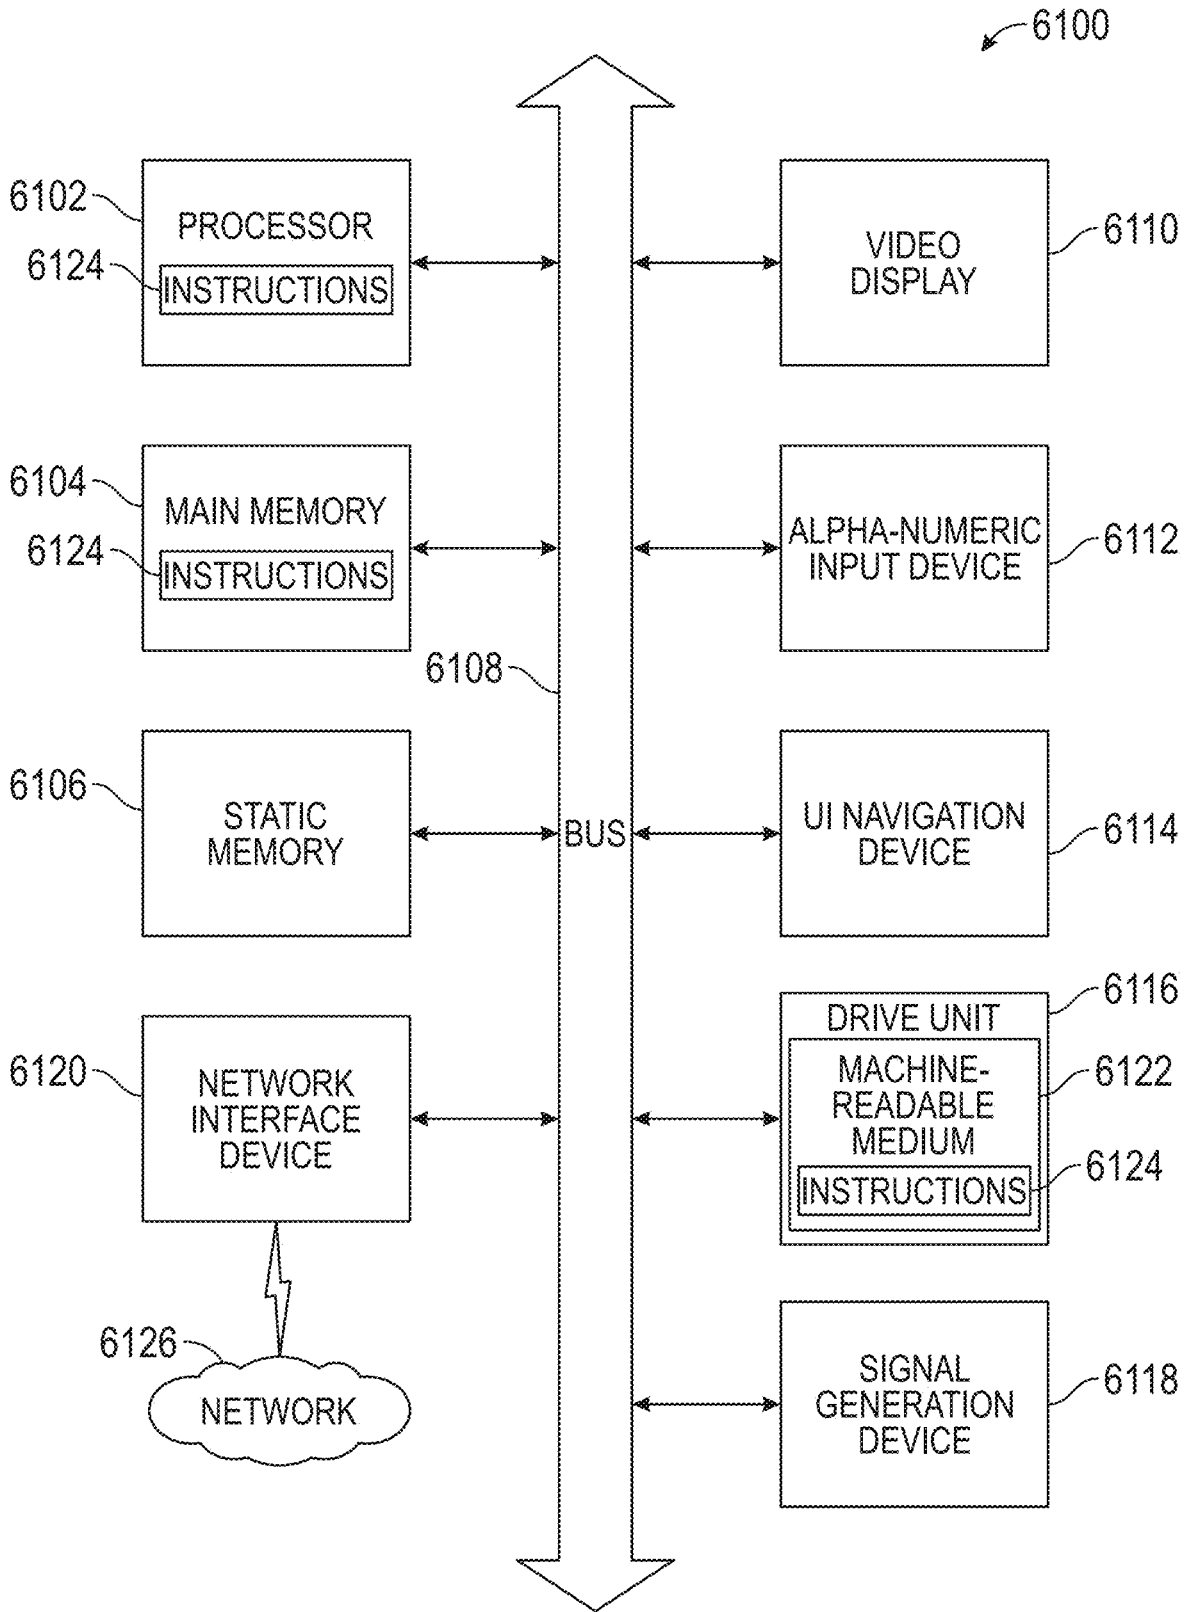 6100
6102
PROCESSOR
6124
INSTRUCTIONS
6110
VIDEO
DISPLAY
6104
MAIN MEMORY
6124
INSTRUCTIONS
ALPHA-NUMERIC
INPUT DEVICE
6112
6108
6106
STATIC
MEMORY
BUS
UI NAVIGATION
DEVICE
6114
6120
NETWORK
INTERFACE
DEVICE
6116
DRIVE UNIT
MACHINE-
READABLE
MEDIUM
6122
INSTRUCTIONS
6124
6126
NETWORK
SIGNAL
GENERATION
DEVICE
6118